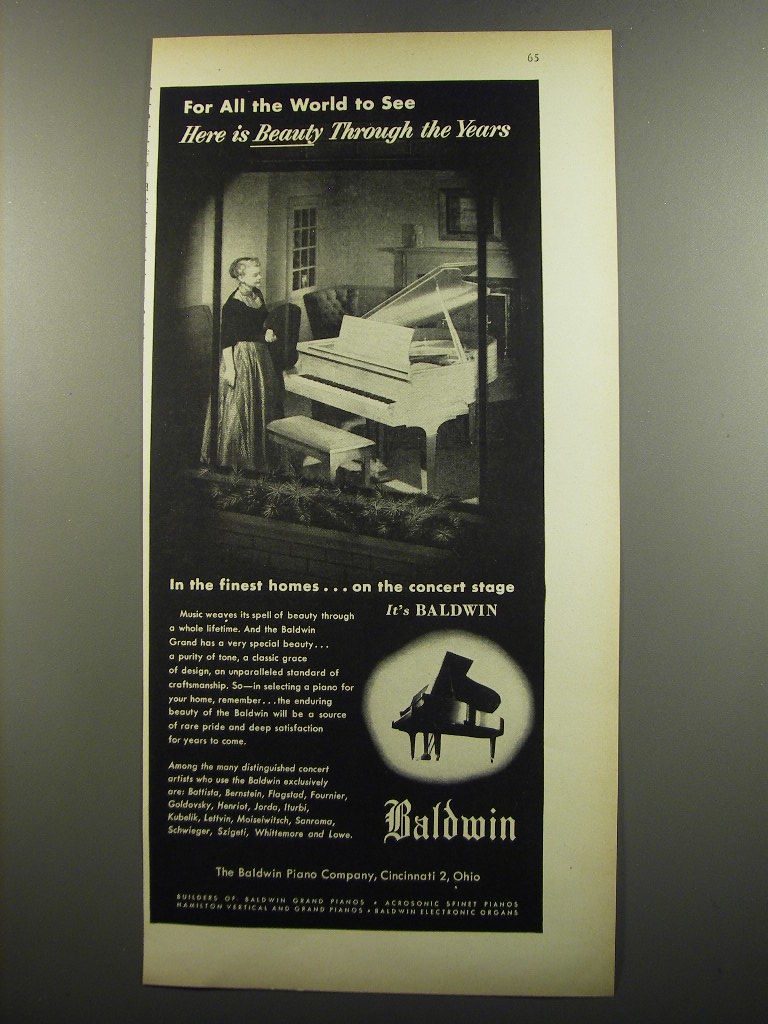 65
For All the World to See
Here is Beauty Through the Years
In the finest homes... on the concert stage
It's BALDWIN
Music weaves its spell of beauty through
a whole lifetime. And the Baldwin
Grand has a very special beauty...
a purity of tone, a classic grace
of design, an unparalleled standard of
craftsmanship. So—in selecting a piano for
your home, remember...the enduring
beauty of the Baldwin will be a source
of rare pride and deep satisfaction
for years to come.
Among the many distinguished concert
artists who use the Baldwin exclusively
are: Battista, Bernstein, Flagstad, Fournier,
Goldovsky, Henriot, Jorda, Iturbi,
Kubelik, Lettvin, Moiseiwitsch, Sanroma,
Schwieger, Szigeti, Whittemore and Lowe.
Baldwin
The Baldwin Piano Company, Cincinnati 2, Ohio
BUILDERS OF BALDWIN GRAND PIANOS • ACROSONIC SPINET PIANOS
HAMILTON VERTICAL AND GRAND PIANOS • BALDWIN ELECTRONIC ORGANS